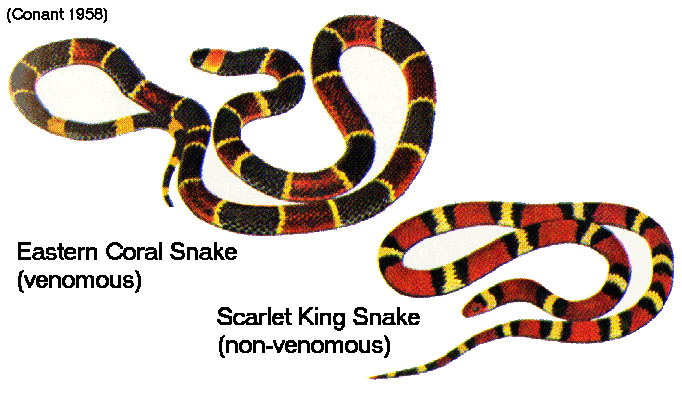 (Conant 1958)
Eastern Coral Snake
(venomous)
Scarlet King Snake
(non-venomous)